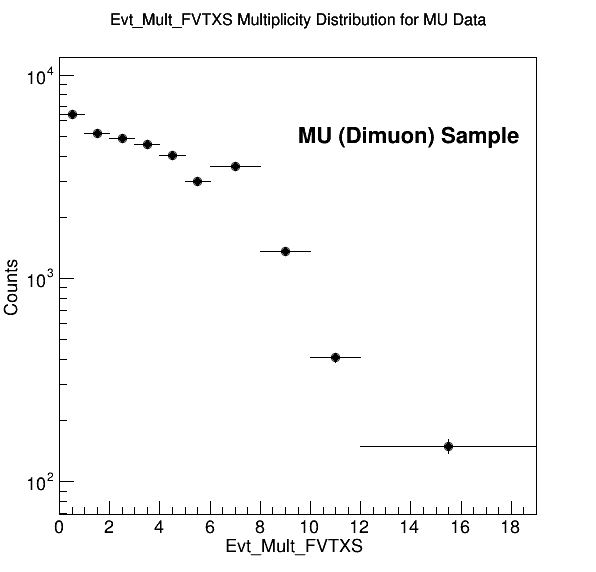 Evt_Mult_FVTXS Multiplicity Distribution for MU Data
10^4
MU (Dimuon) Sample
10^3
Counts
10^2
0 2 4 6 8 10 12 14 16 18
Evt_Mult_FVTXS